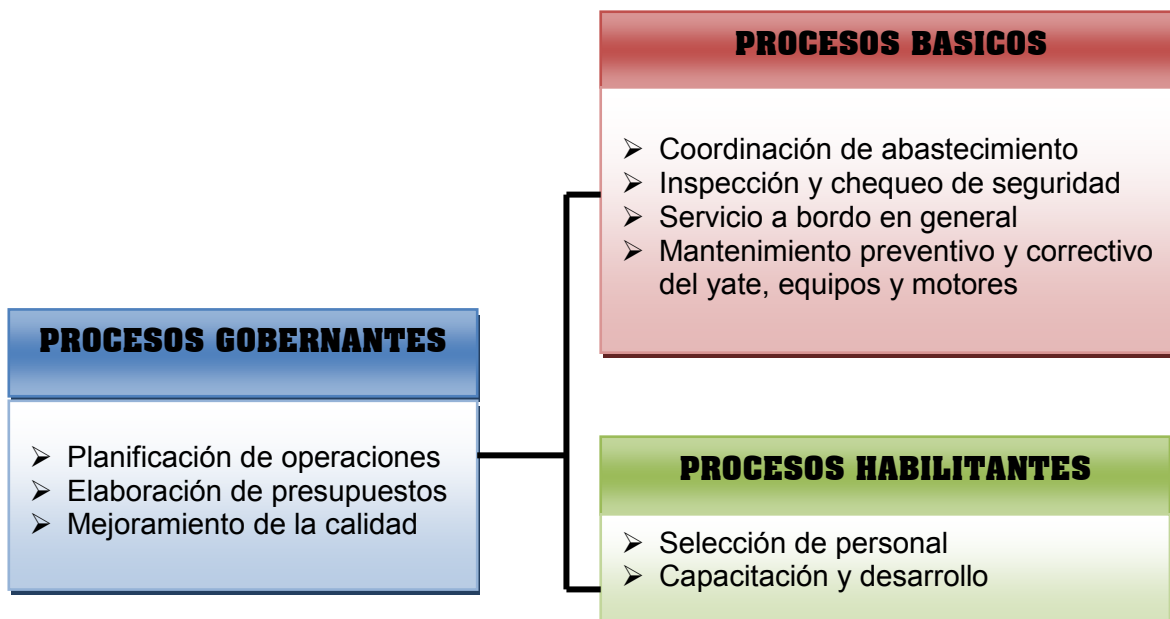 PROCESOS BASICOS
➢ Coordinación de abastecimiento
➢ Inspección y chequeo de seguridad
➢ Servicio a bordo en general
➢ Mantenimiento preventivo y correctivo
del yate, equipos y motores
PROCESOS GOBERNANTES
➢ Planificación de operaciones
➢ Elaboración de presupuestos
➢ Mejoramiento de la calidad
PROCESOS HABILITANTES
➢ Selección de personal
➢ Capacitación y desarrollo